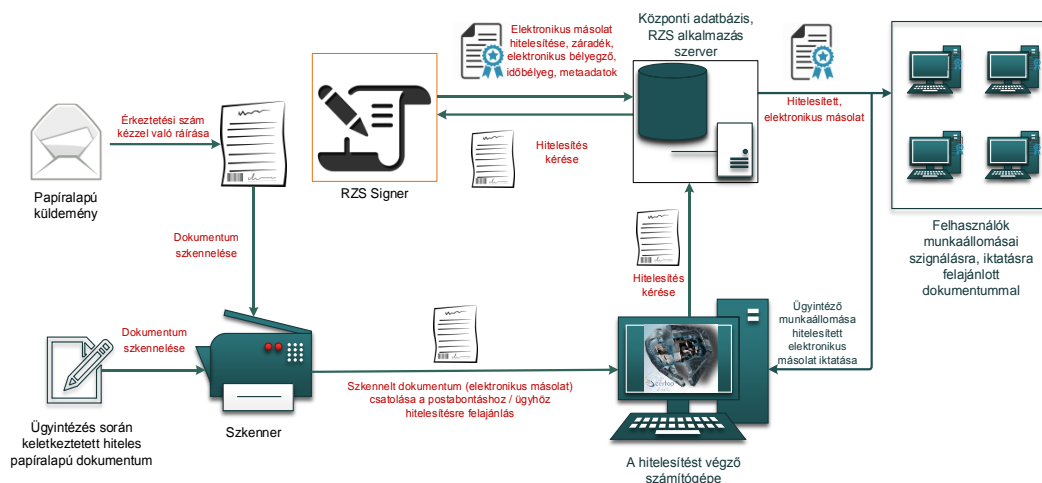 Elektronikus másolat
hitelesítése, záradék,
elektronikus bélyegző,
időbélyeg, metaadatok
Központi adatbázis,
RZS alkalmazás
szerver
Érkeztetési szám
kézzel való ráírása
Hitelesítés
kérése
Hitelesített,
elektronikus másolat
Papíralapú
küldemény
RZS Signer
Felhasználók
munkaállomásai
szignálásra, iktatásra
felajánlott
dokumentummal
Dokumentum
szkennelése
Hitelesítés
kérése
Dokumentum
szkennelése
Ügyintéző
munkaállomása
hitelesített
elektronikus
másolat iktatása
Szkennelt dokumentum (elektronikus másolat)
csatolása a postabontáshoz / ügyhöz
hitelesítésre felajánlás
Ügyintézés során
keletkeztetett hiteles
papíralapú dokumentum
Szkenner
A hitelesítést végző
számítógépe